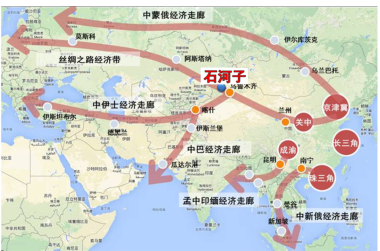 中蒙俄经济走廊
莫斯科
伊尔库茨克
丝绸之路经济带
阿斯塔纳
乌兰巴托
石河子
乌鲁木齐
京津冀
中伊土经济走廊
喀什
兰州
关中
伊斯坦布尔
德黑兰
伊斯兰堡
长三角
中巴经济走廊
成渝
瓜达尔港
昆明
南宁
珠三角
孟中印缅经济走廊
曼谷
中新俄经济走廊
新加坡